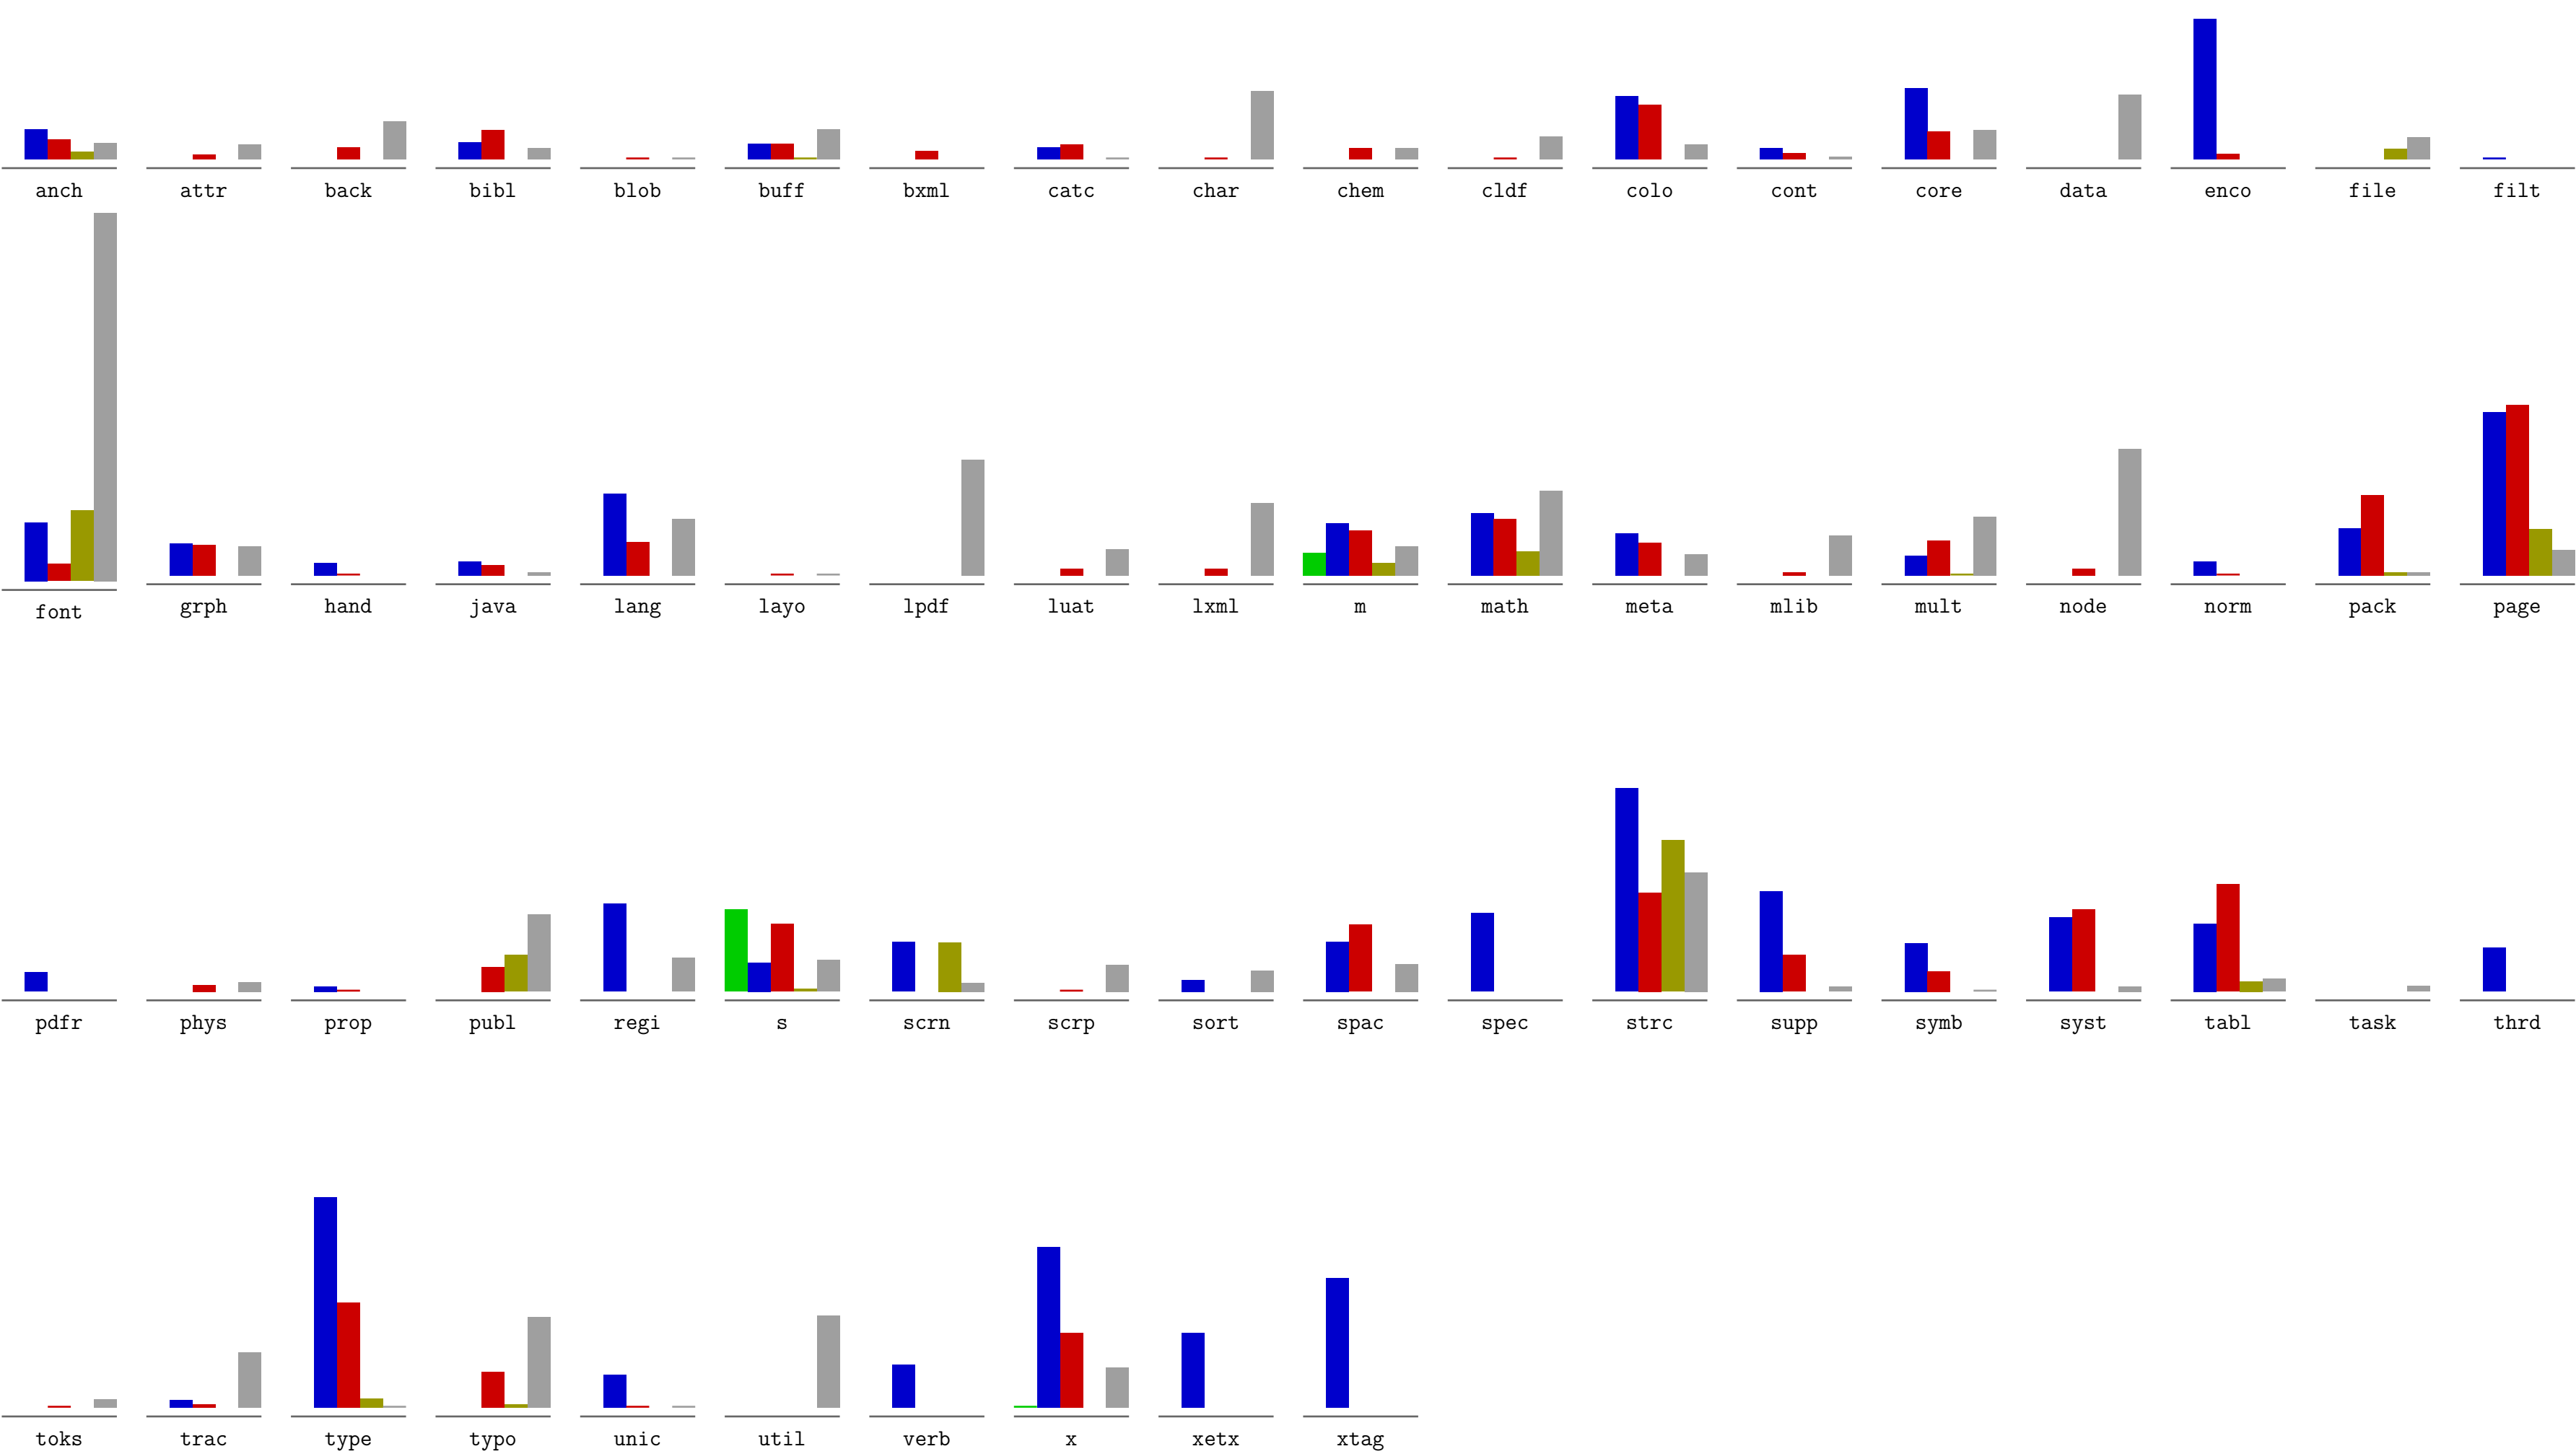 anch attr back bibl blob buff bxml catc char chem cldf colo cont core data enco file filt
font grph hand java lang layo lpdf luat lxml m math meta mlib mult node norm pack page
pdfr phys prop publ regi s scrn scrp sort spac spec strc supp symb syst tabl task thrd
toks trac type typo unic util verb x xetx xtag